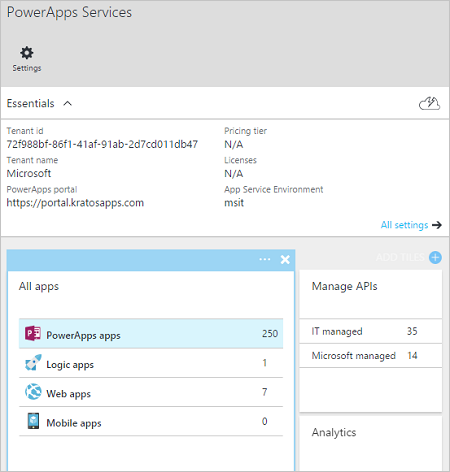 PowerApps Services
Settings
Essentials
Tenant id
72f988bf-86f1-41af-91ab-2d7cd011db47
Pricing tier
N/A
Tenant name
Microsoft
Licenses
N/A
PowerApps portal
https://portal.kratosapps.com
App Service Environment
msit
All settings
ADD TILES
All apps
PowerApps apps 250
Logic apps 1
Web apps 7
Mobile apps 0
Manage APIs
IT managed 35
Microsoft managed 14
Analytics